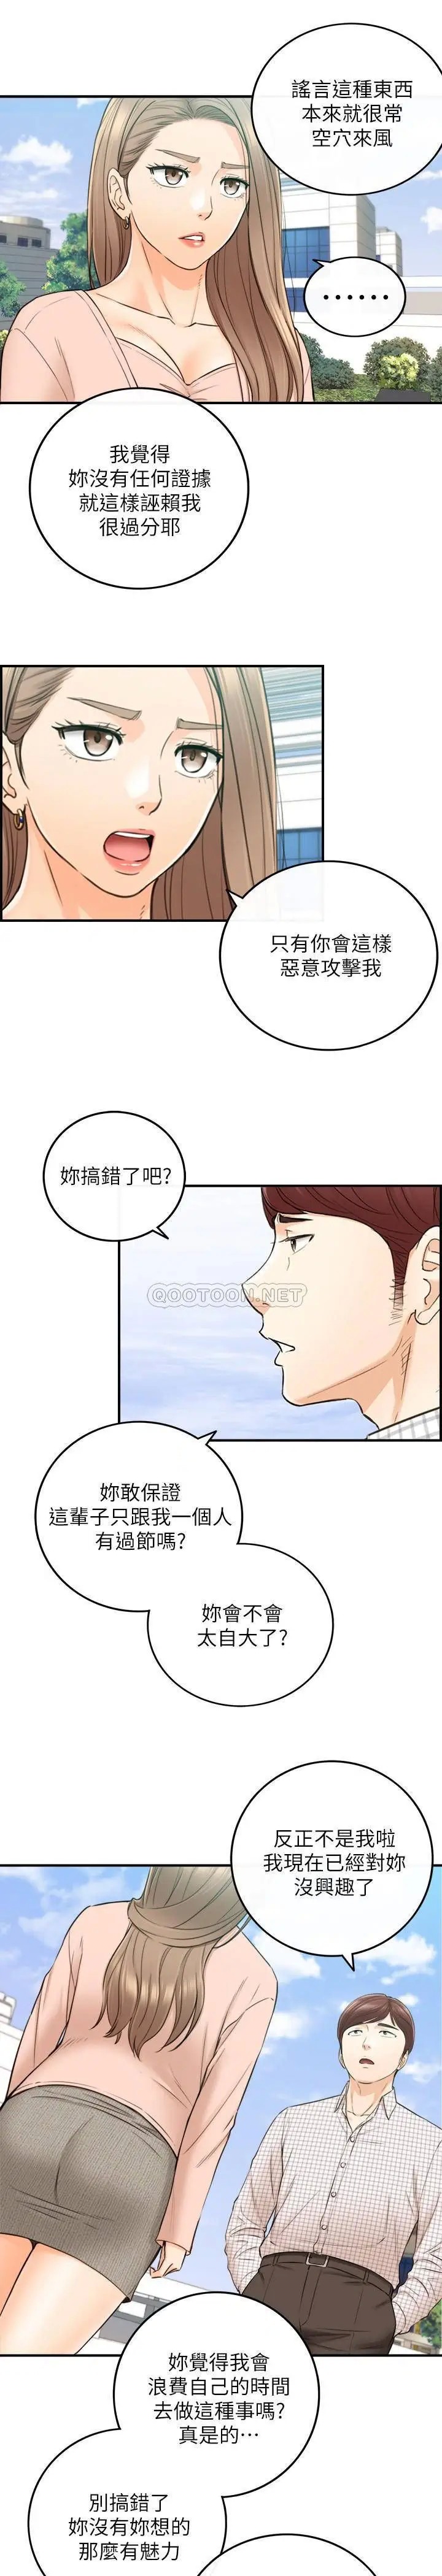 謠言這種東西
本來就很常
空穴來風
••••••
我覺得
妳沒有任何證據
就這樣誣賴我
很過分耶
只有你會這樣
惡意攻擊我
妳搞錯了吧?
QOOTOON.NET
妳敢保證
這輩子只跟我一個人
有過節嗎?
妳會不會
太自大了?
反正不是我啦
我現在已經對妳
沒興趣了
妳覺得我會
浪費自己的時間
去做這種事嗎?
真是的⋯
別搞錯了
妳沒有妳想的
那麼有魅力